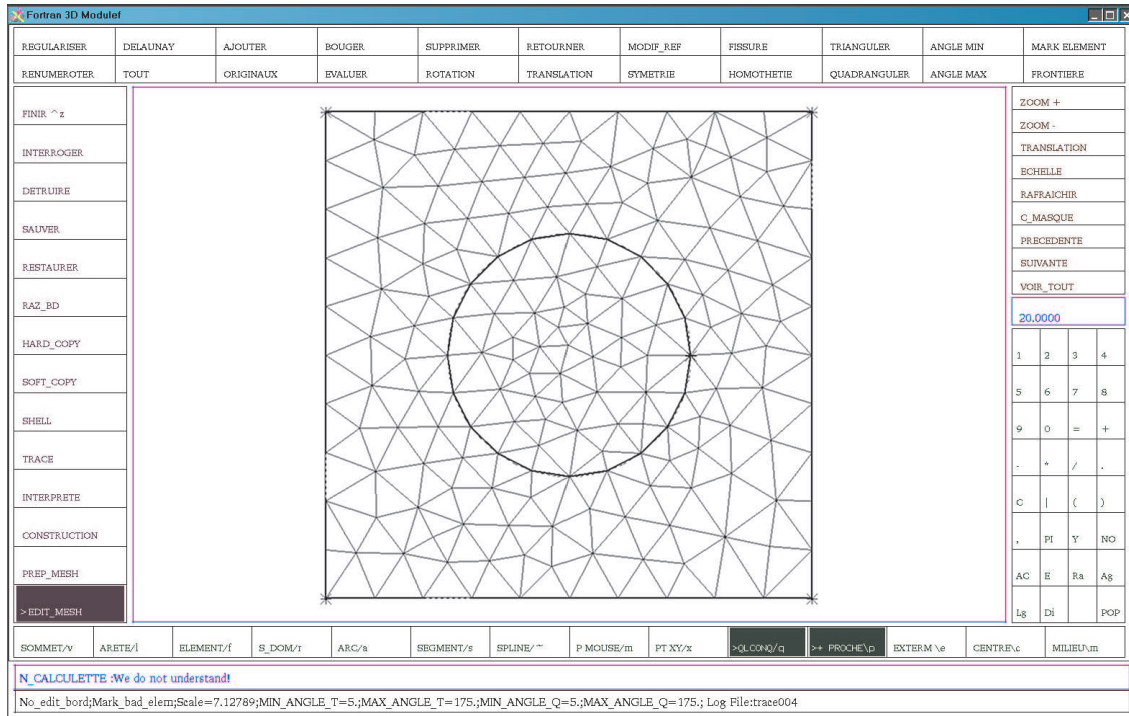 Fortran 3D Modulef
REGULARISER DELAUNAY AJOUTER BOUGER SUPPRIMER RETOURNER MODIF_REF FISSURE TRIANGULER ANGLE MIN MARK ELEMENT
RENUMEROTER TOUT ORIGINAUX EVALUER ROTATION TRANSLATION SYMETRIE HOMOTHETIE QUADRANGULER ANGLE MAX FRONTIERE
FINIR ^z
INTERROGER
DETRUIRE
SAUVER
RESTAURER
RAZ_BD
HARD_COPY
SOFT_COPY
SHELL
TRACE
INTERPRETE
CONSTRUCTION
PREP_MESH
>EDIT_MESH
ZOOM +
ZOOM -
TRANSLATION
ECHELLE
RAFRAICHIR
C_MASQUE
PRECEDENTE
SUIVANTE
VOIR_TOUT
20.0000
1 2 3 4
5 6 7 8
9 0 = +
- * / .
C | ( )
, PI Y NO
AC E Ra Ag
Lg Di POP
SOMMET/v ARETE/l ELEMENT/f S_DOM/r ARC/a SEGMENT/s SPLINE/~ P MOUSE/m PT XY/x >QLCONQ/q >+ PROCHE\p EXTERM \e CENTRE\c MILIEU\m
N_CALCULETTE :We do not understand!
No_edit_bord;Mark_bad_elem;Scale=7.12789;MIN_ANGLE_T=5.;MAX_ANGLE_T=175.;MIN_ANGLE_Q=5.;MAX_ANGLE_Q=175.; Log File:trace004